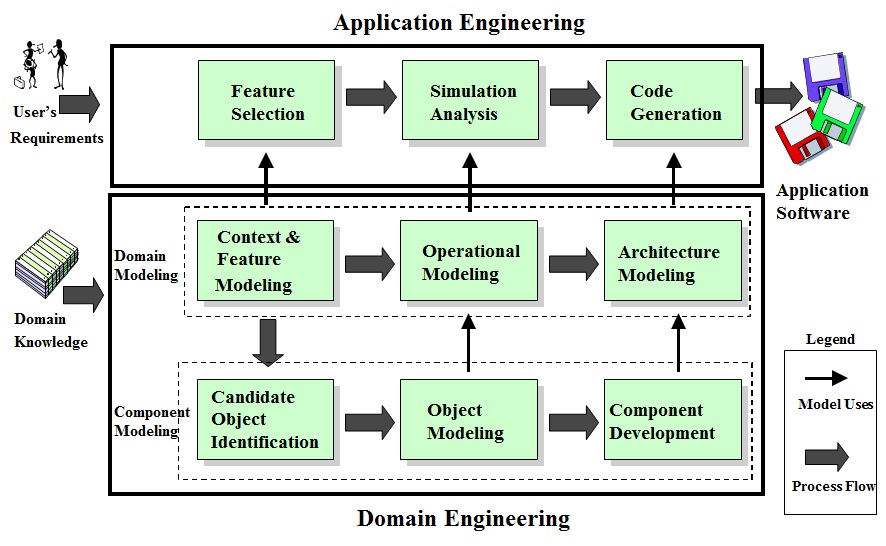 Application Engineering
User's
Requirements
Feature
Selection
Simulation
Analysis
Code
Generation
Application
Software
Domain
Modeling
Context &
Feature
Modeling
Operational
Modeling
Architecture
Modeling
Domain
Knowledge
Component
Modeling
Candidate
Object
Identification
Object
Modeling
Component
Development
Legend
Model Uses
Process Flow
Domain Engineering